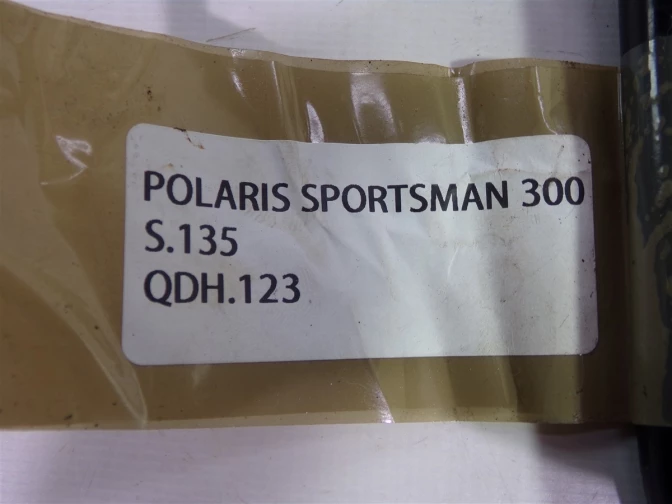 POLARIS SPORTSMAN 300
S.135
QDH.123